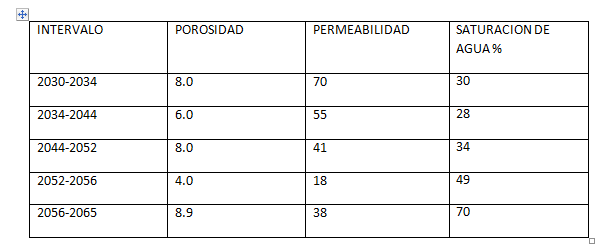 INTERVALO POROSIDAD PERMEABILIDAD SATURACION DE AGUA %
2030-2034 8.0 70 30
2034-2044 6.0 55 28
2044-2052 8.0 41 34
2052-2056 4.0 18 49
2056-2065 8.9 38 70